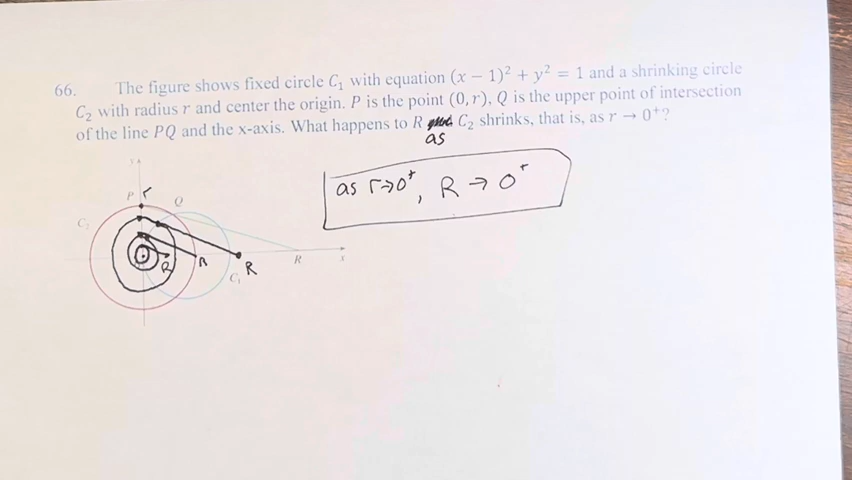 66. The figure shows fixed circle C₁ with equation (x − 1)² + y² = 1 and a shrinking circle
C₂ with radius r and center the origin. P is the point (0, r), Q is the upper point of intersection
of the line PQ and the x-axis. What happens to R C₂ shrinks, that is, as r → 0⁺?
as
as r→0⁺, R → 0⁺
y
P r
Q
C₂
R R R R x
C₁